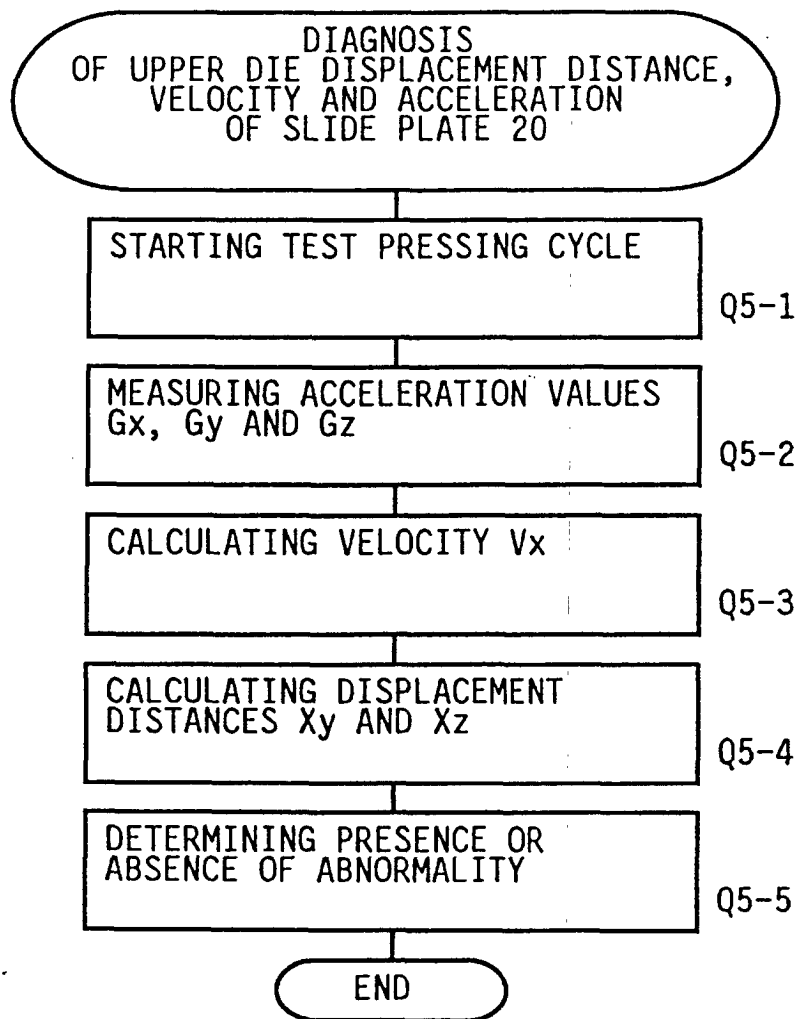 DIAGNOSIS
OF UPPER DIE DISPLACEMENT DISTANCE,
VELOCITY AND ACCELERATION
OF SLIDE PLATE 20
STARTING TEST PRESSING CYCLE
Q5-1
MEASURING ACCELERATION VALUES
Gx, Gy AND Gz
Q5-2
CALCULATING VELOCITY Vx
Q5-3
CALCULATING DISPLACEMENT
DISTANCES Xy AND Xz
Q5-4
DETERMINING PRESENCE OR
ABSENCE OF ABNORMALITY
Q5-5
END